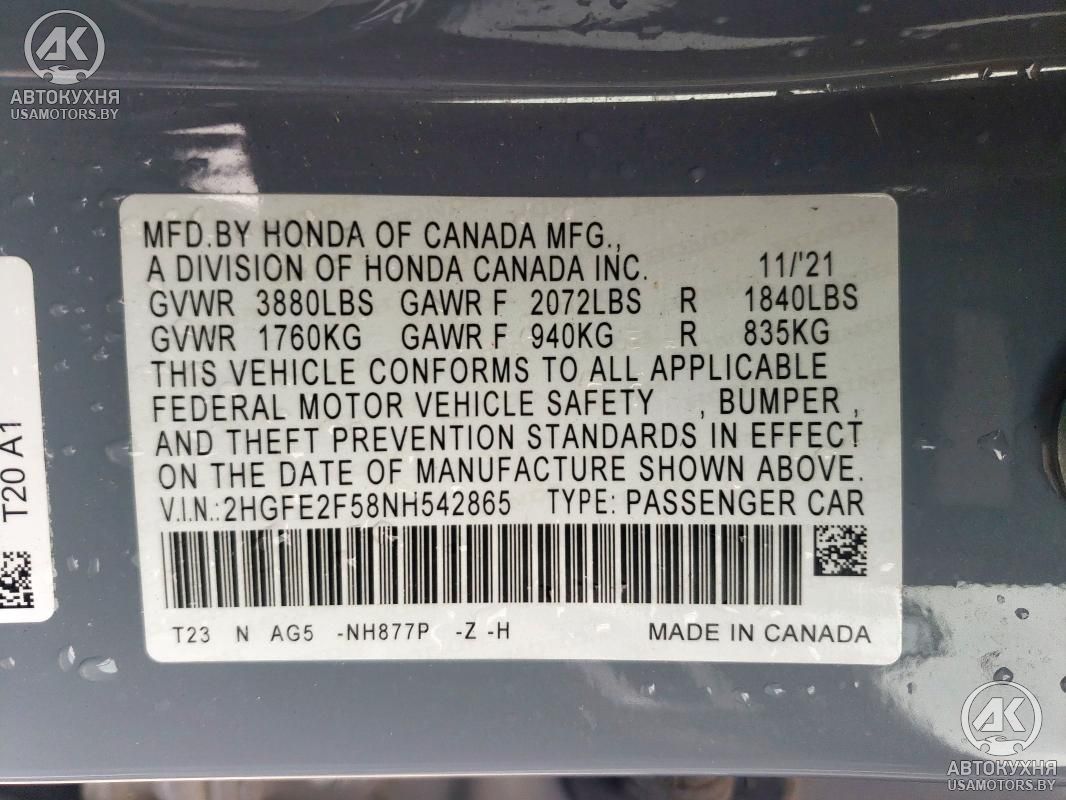 AK
АВТОКУХНЯ
USAMOTORS.BY
MFD.BY HONDA OF CANADA MFG.,
A DIVISION OF HONDA CANADA INC. 11/'21
GVWR 3880LBS GAWR F 2072LBS R 1840LBS
GVWR 1760KG GAWR F 940KG R 835KG
THIS VEHICLE CONFORMS TO ALL APPLICABLE
FEDERAL MOTOR VEHICLE SAFETY , BUMPER ,
AND THEFT PREVENTION STANDARDS IN EFFECT
ON THE DATE OF MANUFACTURE SHOWN ABOVE.
V.I.N.:2HGFE2F58NH542865 TYPE: PASSENGER CAR
T23 N AG5 -NH877P -Z -H MADE IN CANADA
T20 A1
AK
АВТОКУХНЯ
USAMOTORS.BY